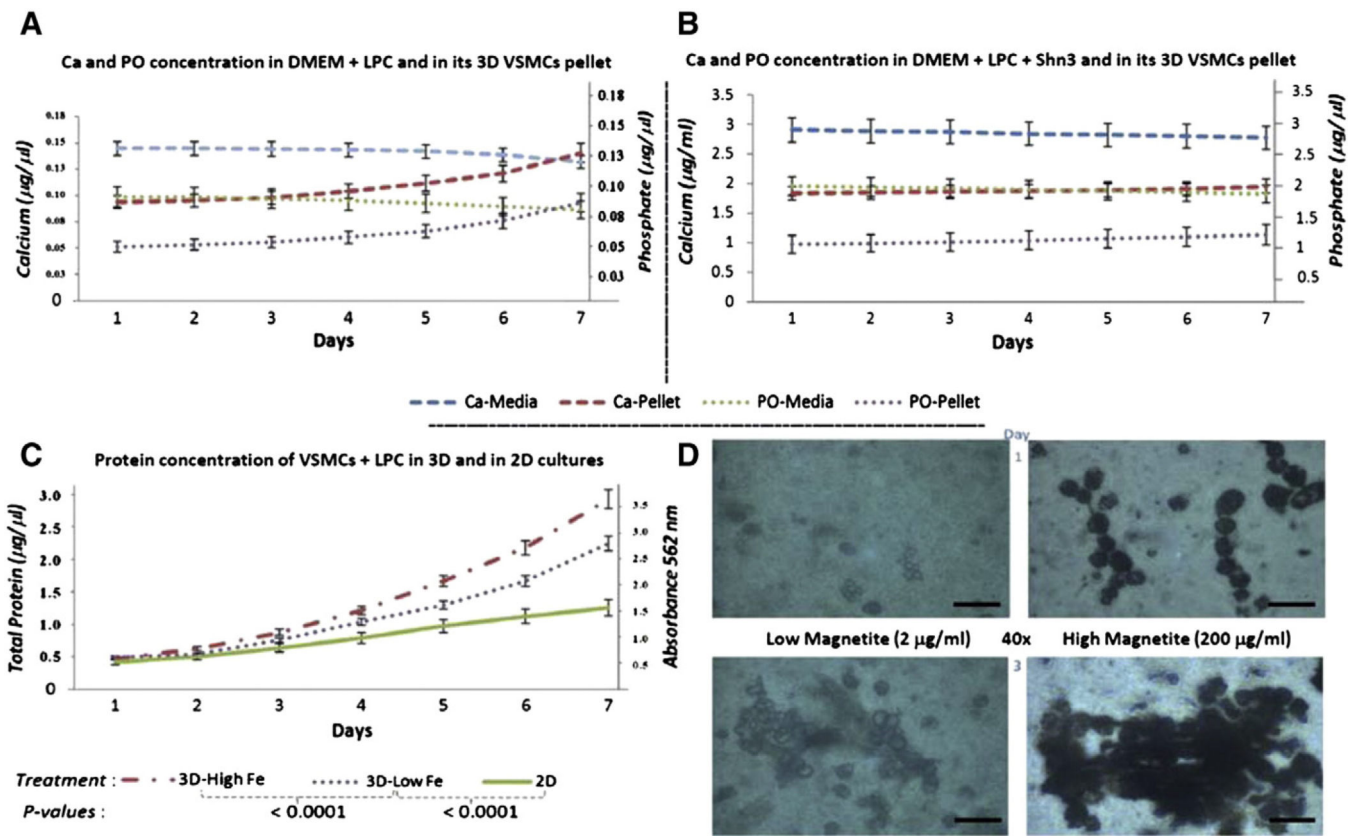 A
Ca and PO concentration in DMEM + LPC and in its 3D VSMCs pellet
Calcium (µg/µl)
0.18
0.15
0.13
0.10
0.08
0.05
0.03
0
0.18
0.15
0.13
0.10
0.08
0.05
0.03
Phosphate (µg/µl)
1 2 3 4 5 6 7
Days
B
Ca and PO concentration in DMEM + LPC + Shn3 and in its 3D VSMCs pellet
Calcium (µg/ml)
3.5
3
2.5
2
1.5
1
0.5
0
3.5
3
2.5
2
1.5
1
0.5
Phosphate (µg/µl)
1 2 3 4 5 6 7
Days
Ca-Media Ca-Pellet PO-Media PO-Pellet
C
Protein concentration of VSMCs + LPC in 3D and in 2D cultures
Total Protein (µg/µl)
3.0
2.5
2.0
1.5
1.0
0.5
0
3.5
3.0
2.5
2.0
1.5
1.0
0.5
Absorbance 562 nm
1 2 3 4 5 6 7
Days
Treatment : 3D-High Fe 3D-Low Fe 2D
P-values : < 0.0001 < 0.0001
D
Day
1
Low Magnetite (2 µg/ml) 40x High Magnetite (200 µg/ml)
3